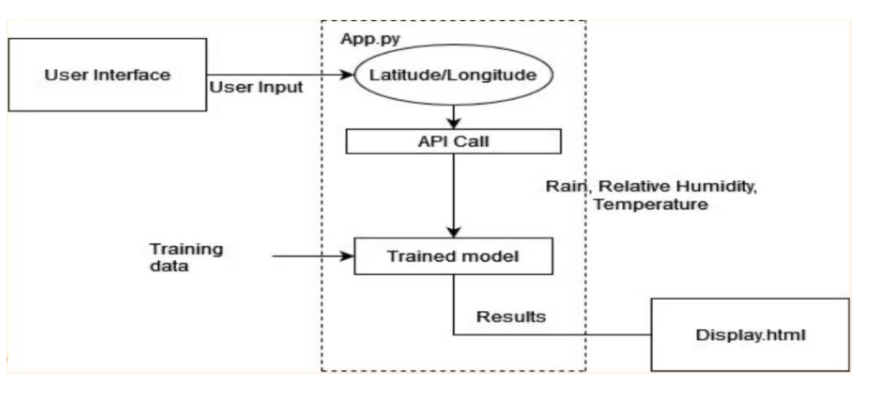 App.py
User Interface
Latitude/Longitude
User Input
API Call
Rain, Relative Humidity,
Temperature
Training
data
Trained model
Results
Display.html